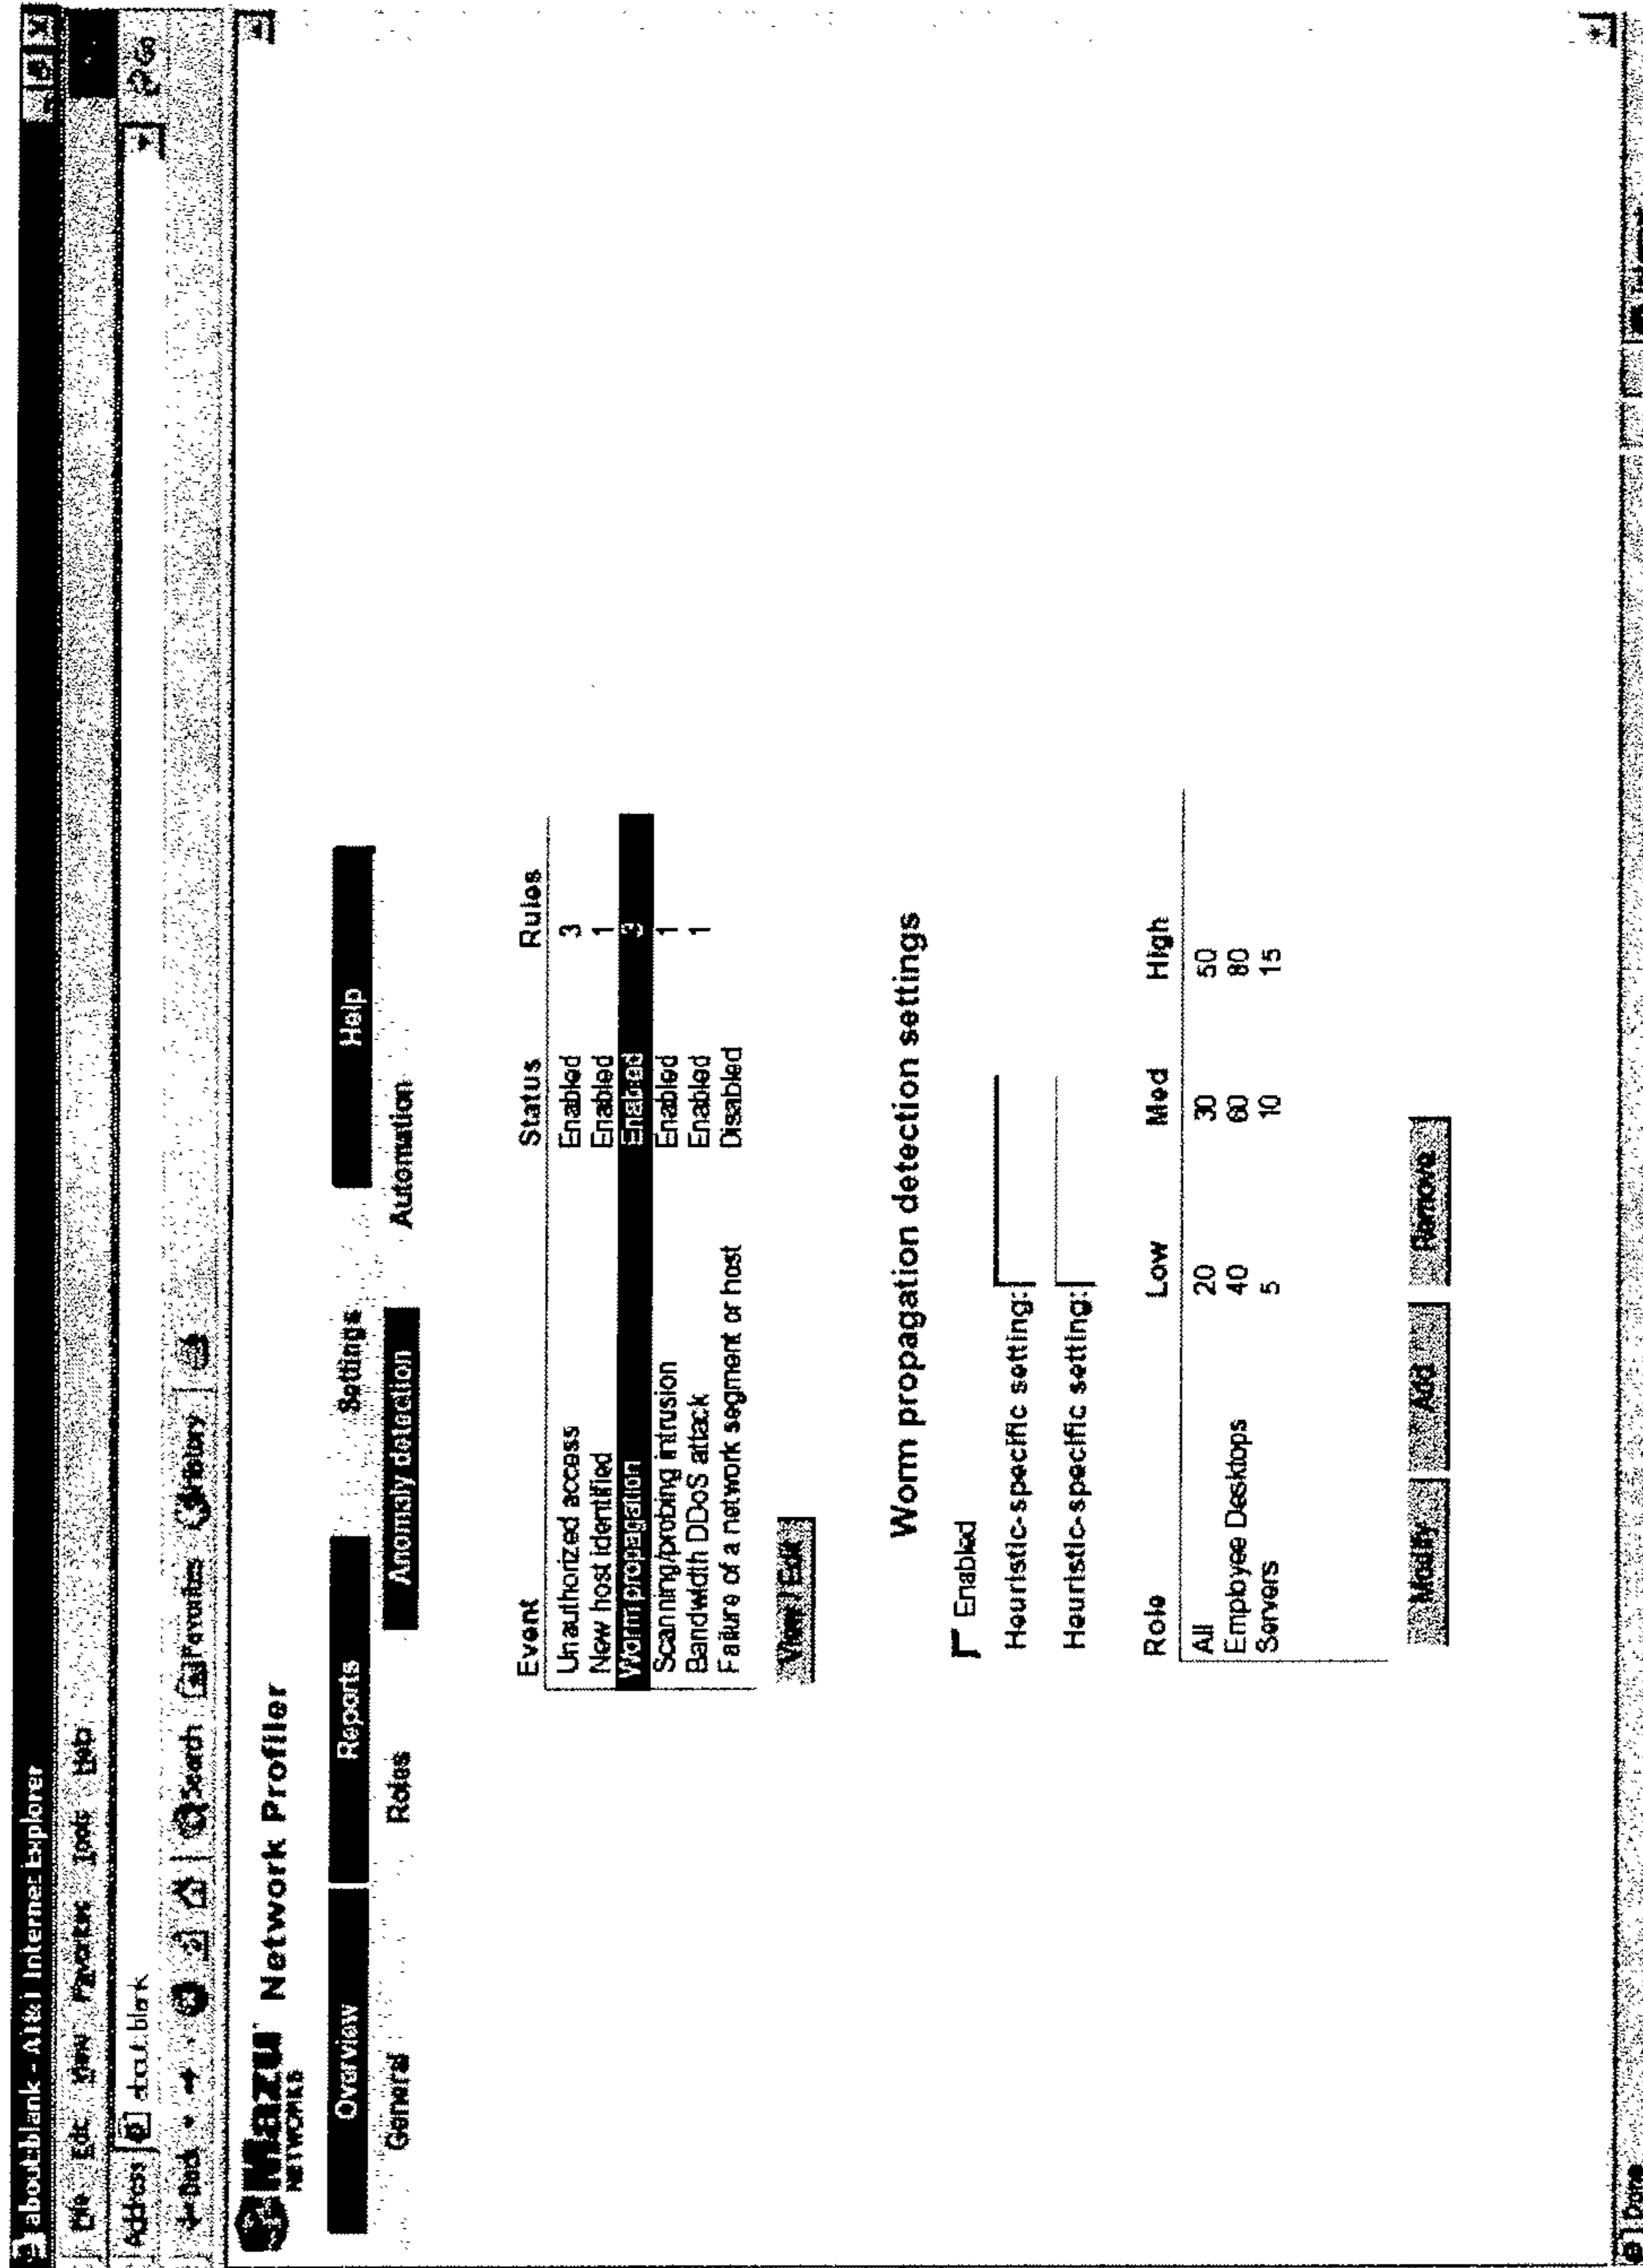 about:blank - AT&T Internet Explorer
File Edit View Favorites Tools Help
Address about:blank
Back Search Favorites History
Mazu Network Profiler
NETWORKS
Overview Reports Settings Help
General Roles Anomaly detection Automation
Event Status Rules
Unauthorized access Enabled 3
New host identified Enabled 1
Worm propagation Enabled 3
Scanning/probing intrusion Enabled 1
Bandwidth DDoS attack Enabled 1
Failure of a network segment or host Disabled
View / Edit
Worm propagation detection settings
Enabled
Heuristic-specific setting:
Heuristic-specific setting:
Role Low Med High
All 20 30 50
Employee Desktops 40 60 80
Servers 5 10 15
Modify Add Remove
Done